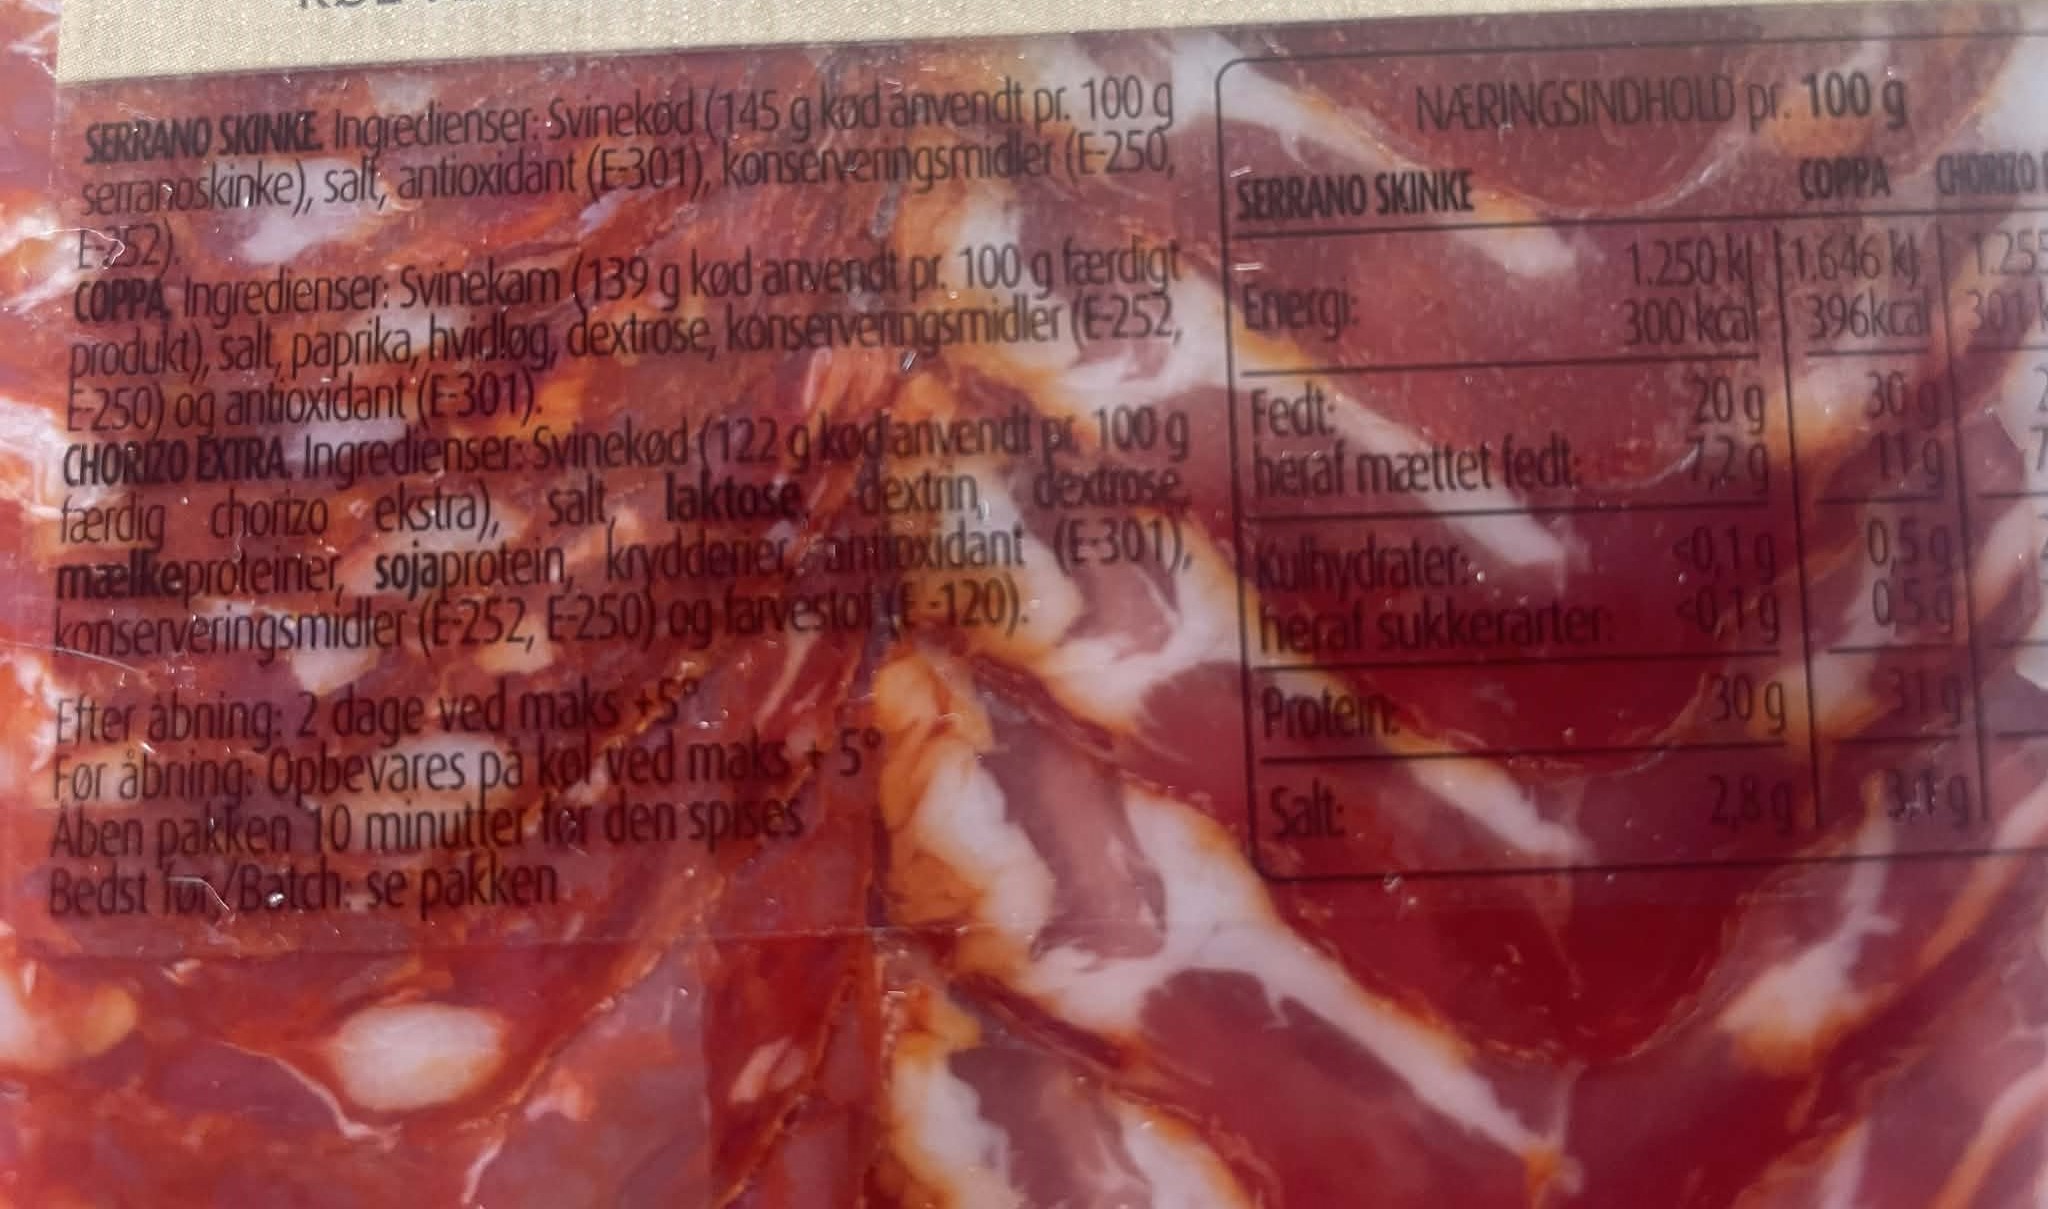 SERRANO SKINKE. Ingredienser: Svinekød (145 g kød anvendt pr. 100 g
serranoskinke), salt, antioxidant (E-301), konserveringsmidler (E-250,
E-252).
COPPA. Ingredienser: Svinekam (139 g kød anvendt pr. 100 g færdigt
produkt), salt, paprika, hvidløg, dextrose, konserveringsmidler (E-252,
E-250) og antioxidant (E-301).
CHORIZO EXTRA. Ingredienser: Svinekød (122 g kød anvendt pr. 100 g
færdig chorizo ekstra), salt, laktose, dextrin, dextrose,
mælkeproteiner, sojaprotein, krydderier, antioxidant (E-301),
konserveringsmidler (E-252, E-250) og farvestof (E-120).
Efter åbning: 2 dage ved maks +5°
Før åbning: Opbevares på køl ved maks + 5°
Åben pakken 10 minutter før den spises
Bedst før/Batch: se pakken
NÆRINGSINDHOLD pr. 100 g
SERRANO SKINKE COPPA CHORIZO
1.250 kJ 1.646 kJ 1.255
Energi: 300 kcal 396kcal 301
Fedt: 20 g 30 g
heraf mættet fedt: 7,2 g 11 g
Kulhydrater: <0,1 g 0,5 g
heraf sukkerarter: <0,1 g 0,5 g
Protein: 30 g 31 g
Salt: 2,8 g 3,1 g